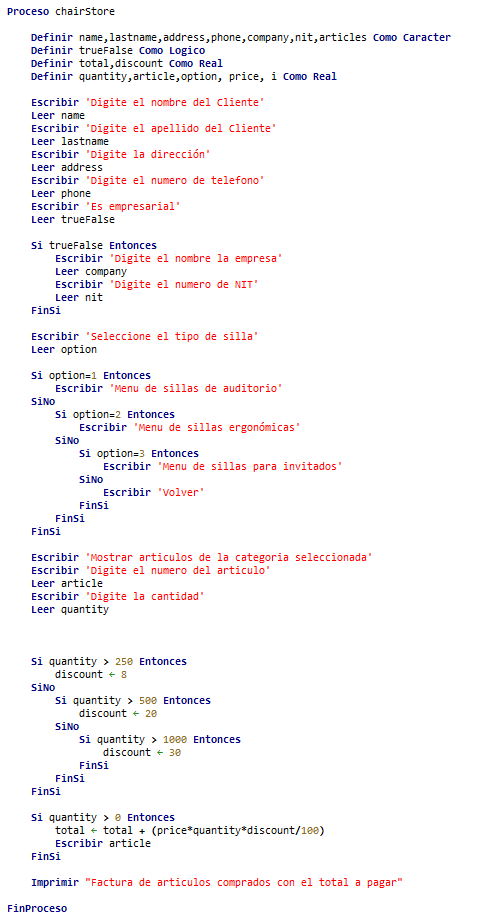 Proceso chairStore
Definir name,lastname,address,phone,company,nit,articles Como Caracter
Definir trueFalse Como Logico
Definir total,discount Como Real
Definir quantity,article,option, price, i Como Real
Escribir 'Digite el nombre del Cliente'
Leer name
Escribir 'Digite el apellido del Cliente'
Leer lastname
Escribir 'Digite la dirección'
Leer address
Escribir 'Digite el numero de telefono'
Leer phone
Escribir 'Es empresarial'
Leer trueFalse
Si trueFalse Entonces
Escribir 'Digite el nombre la empresa'
Leer company
Escribir 'Digite el numero de NIT'
Leer nit
FinSi
Escribir 'Seleccione el tipo de silla'
Leer option
Si option=1 Entonces
Escribir 'Menu de sillas de auditorio'
SiNo
Si option=2 Entonces
Escribir 'Menu de sillas ergonómicas'
SiNo
Si option=3 Entonces
Escribir 'Menu de sillas para invitados'
SiNo
Escribir 'Volver'
FinSi
FinSi
FinSi
Escribir 'Mostrar articulos de la categoria seleccionada'
Escribir 'Digite el numero del articulo'
Leer article
Escribir 'Digite la cantidad'
Leer quantity
Si quantity > 250 Entonces
discount ← 8
SiNo
Si quantity > 500 Entonces
discount ← 20
SiNo
Si quantity > 1000 Entonces
discount ← 30
FinSi
FinSi
FinSi
Si quantity > 0 Entonces
total ← total + (price*quantity*discount/100)
Escribir article
FinSi
Imprimir "Factura de articulos comprados con el total a pagar"
FinProceso